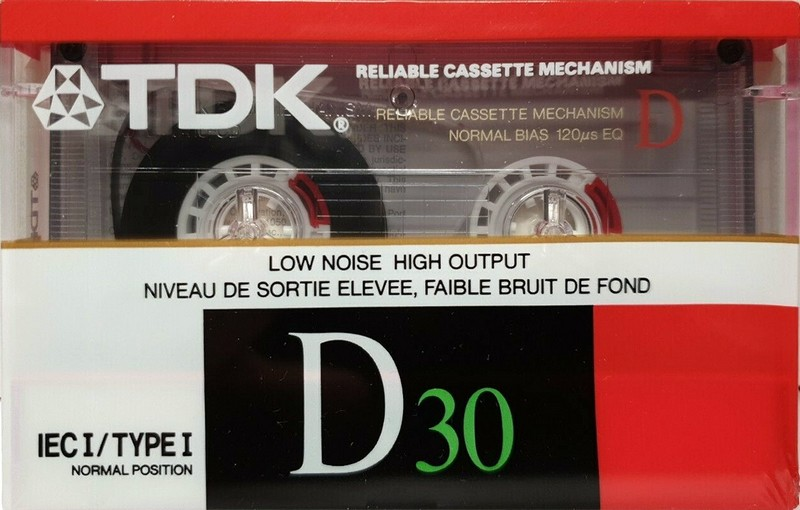 TDK®
RELIABLE CASSETTE MECHANISM
RELIABLE CASSETTE MECHANISM
NORMAL BIAS 120µs EQ
D
LOW NOISE HIGH OUTPUT
NIVEAU DE SORTIE ELEVEE, FAIBLE BRUIT DE FOND
IEC I / TYPE I
NORMAL POSITION
D 30